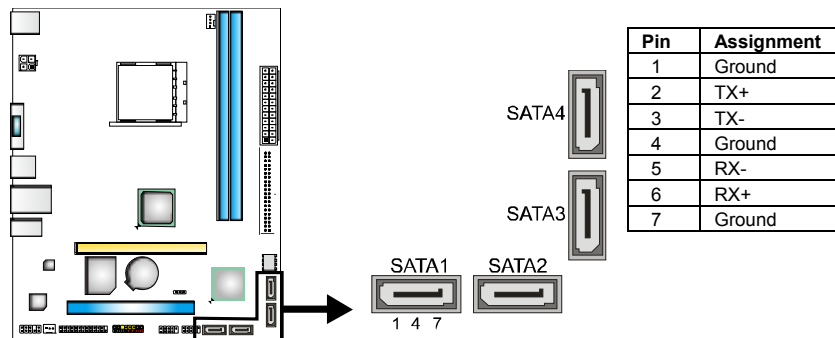 SATA4
SATA3
SATA1 SATA2
1 4 7
Pin Assignment
1 Ground
2 TX+
3 TX-
4 Ground
5 RX-
6 RX+
7 Ground